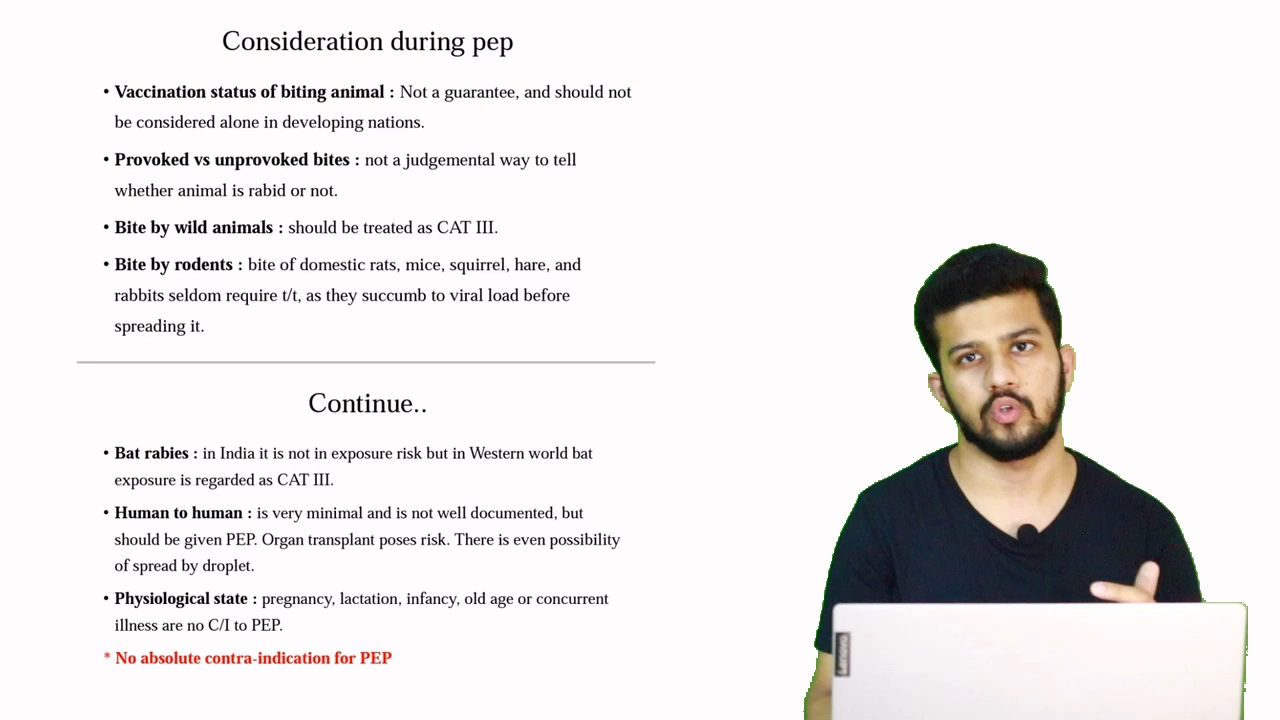 Consideration during pep
• Vaccination status of biting animal : Not a guarantee, and should not
be considered alone in developing nations.
• Provoked vs unprovoked bites : not a judgemental way to tell
whether animal is rabid or not.
• Bite by wild animals : should be treated as CAT III.
• Bite by rodents : bite of domestic rats, mice, squirrel, hare, and
rabbits seldom require t/t, as they succumb to viral load before
spreading it.
Continue..
• Bat rabies : in India it is not in exposure risk but in Western world bat
exposure is regarded as CAT III.
• Human to human : is very minimal and is not well documented, but
should be given PEP. Organ transplant poses risk. There is even possibility
of spread by droplet.
• Physiological state : pregnancy, lactation, infancy, old age or concurrent
illness are no C/I to PEP.
* No absolute contra-indication for PEP
Lenovo